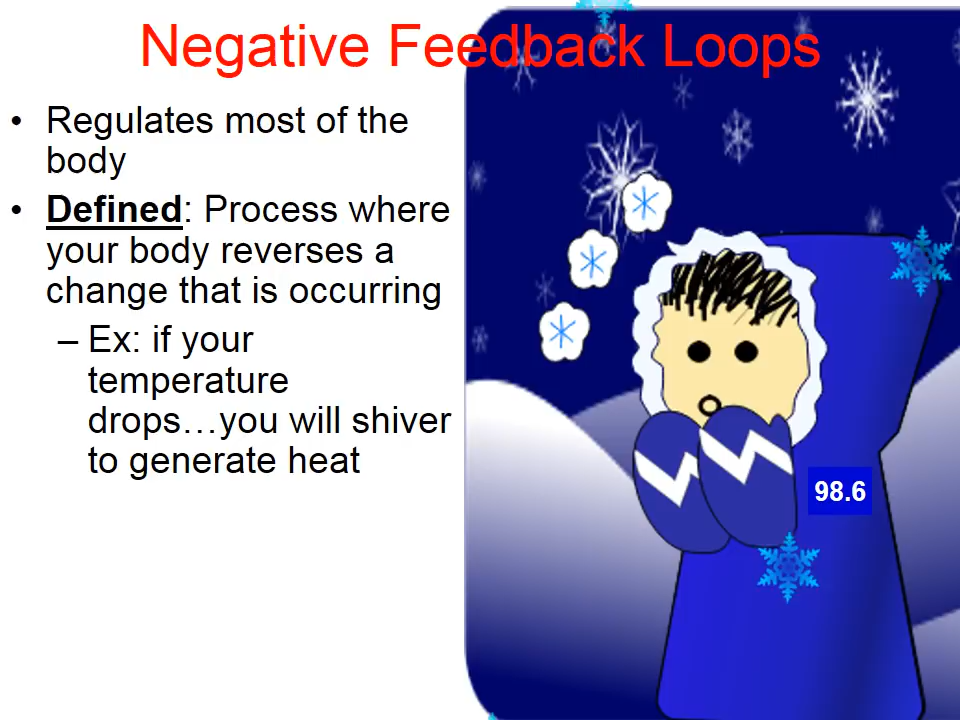 Negative Feedback Loops
• Regulates most of the
body
• Defined: Process where
your body reverses a
change that is occurring
– Ex: if your
temperature
drops…you will shiver
to generate heat
98.6